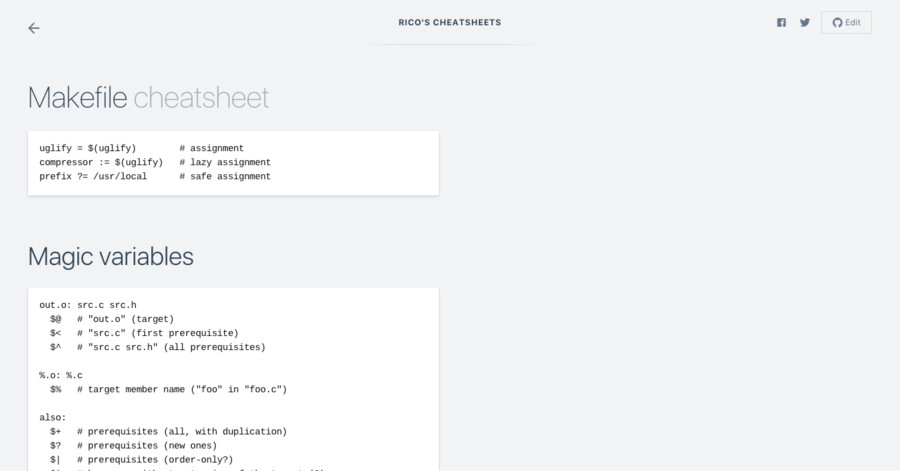 RICO'S CHEATSHEETS
Edit
Makefile cheatsheet
uglify = $(uglify)        # assignment
compressor := $(uglify)   # lazy assignment
prefix ?= /usr/local      # safe assignment
Magic variables
out.o: src.c src.h
  $@   # "out.o" (target)
  $<   # "src.c" (first prerequisite)
  $^   # "src.c src.h" (all prerequisites)
%.o: %.c
  $%   # target member name ("foo" in "foo.c")
also:
  $+   # prerequisites (all, with duplication)
  $?   # prerequisites (new ones)
  $|   # prerequisites (order-only?)